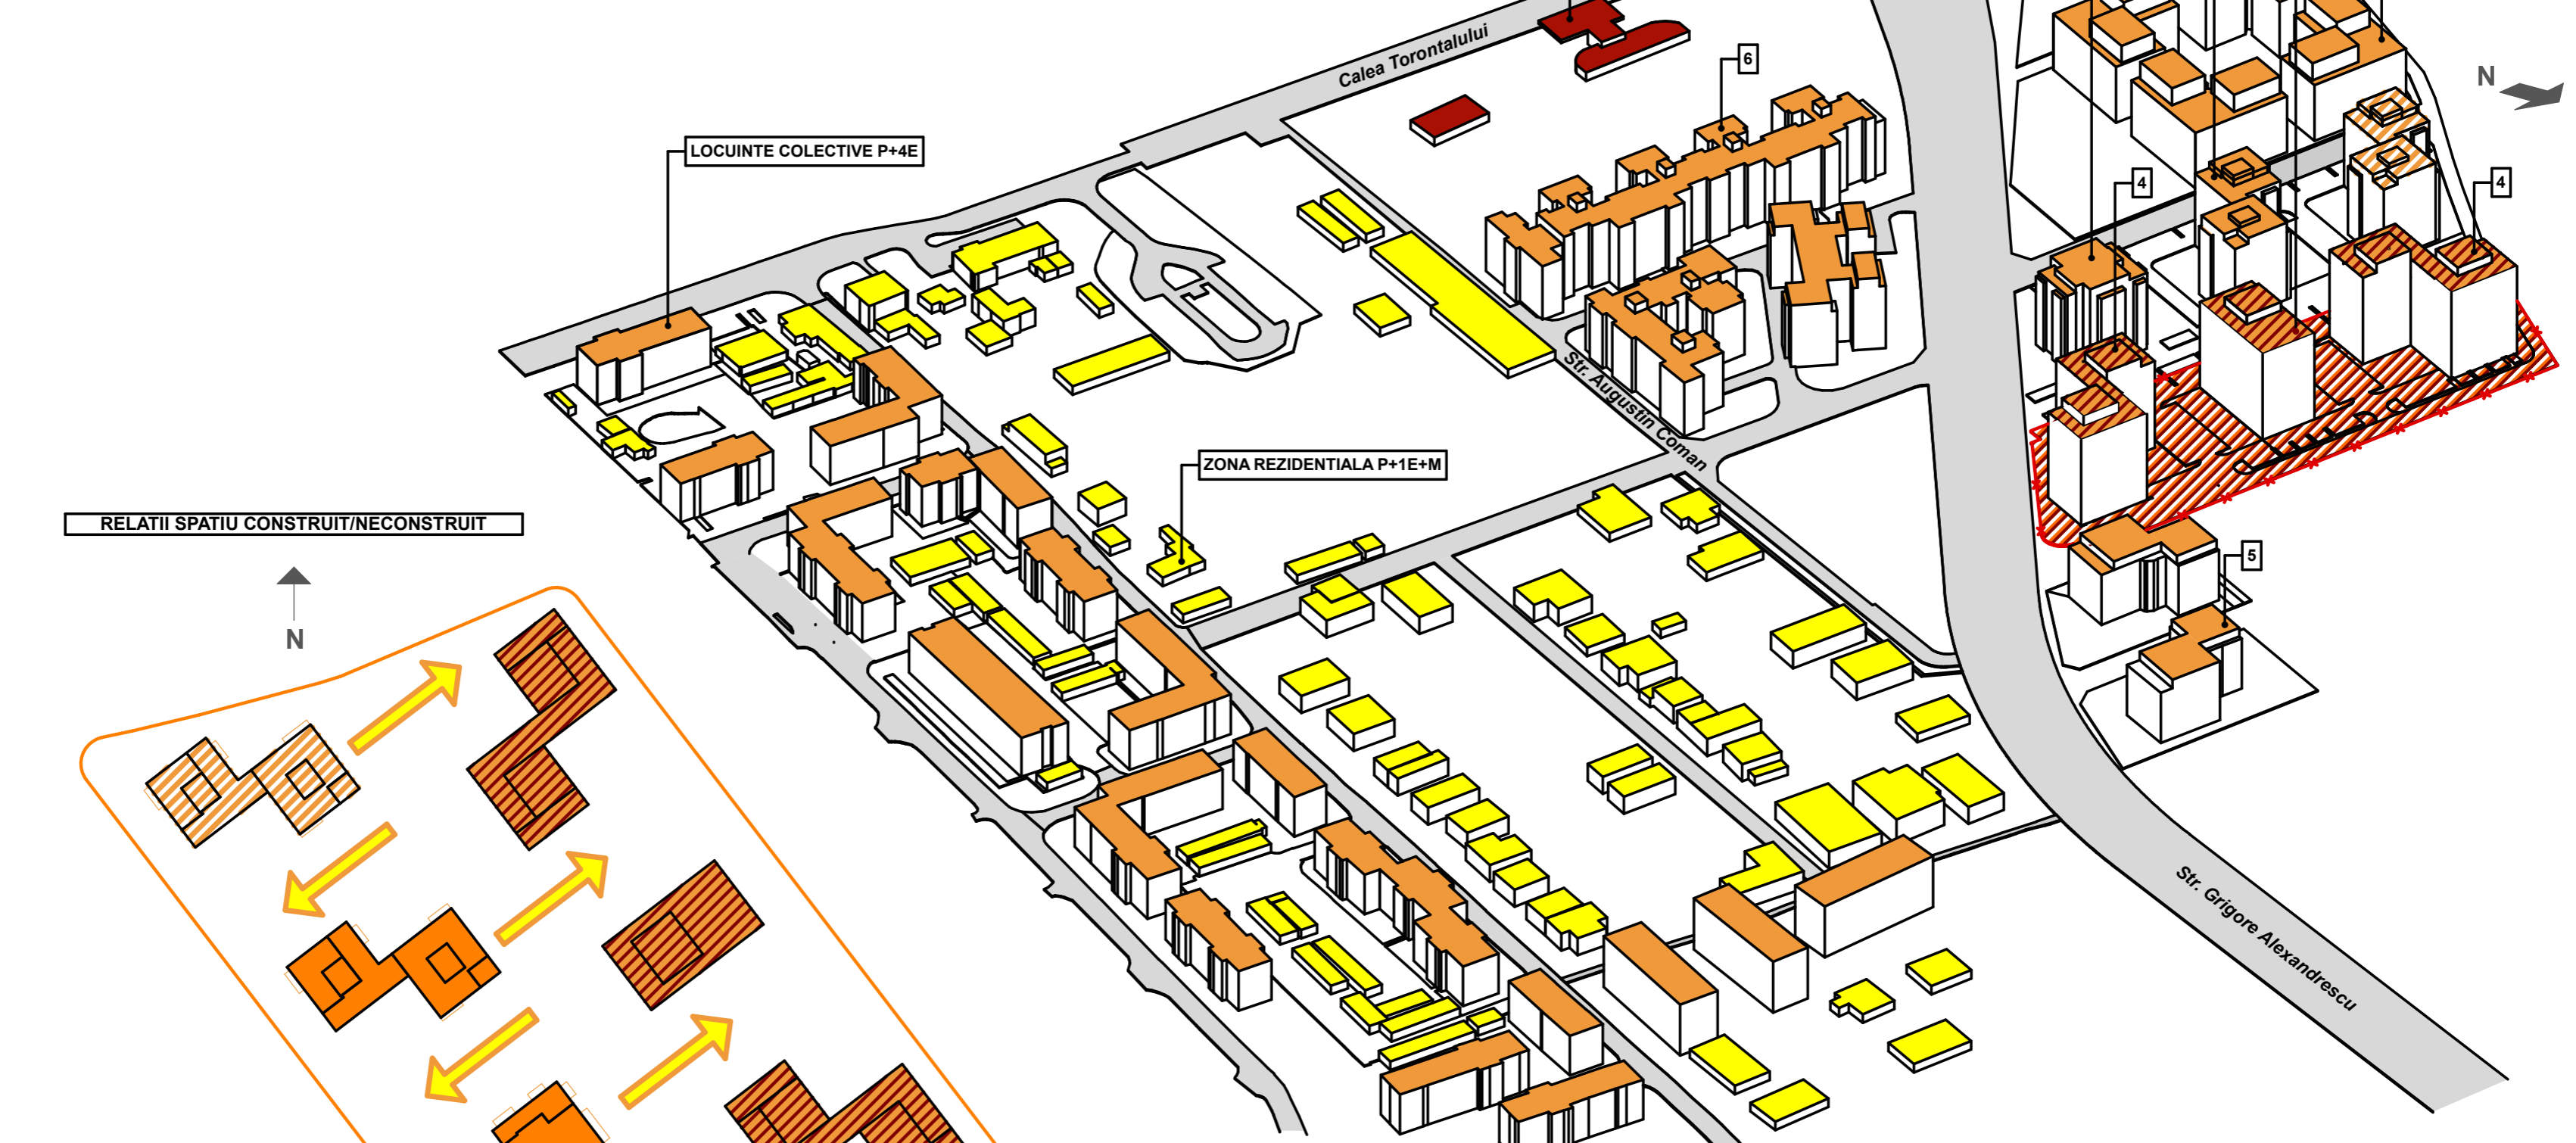 Calea Torontalului
6
N
LOCUINTE COLECTIVE P+4E
4
4
Str. Augustin Coman
ZONA REZIDENTIALA P+1E+M
RELATII SPATIU CONSTRUIT/NECONSTRUIT
5
N
Str. Grigore Alexandrescu